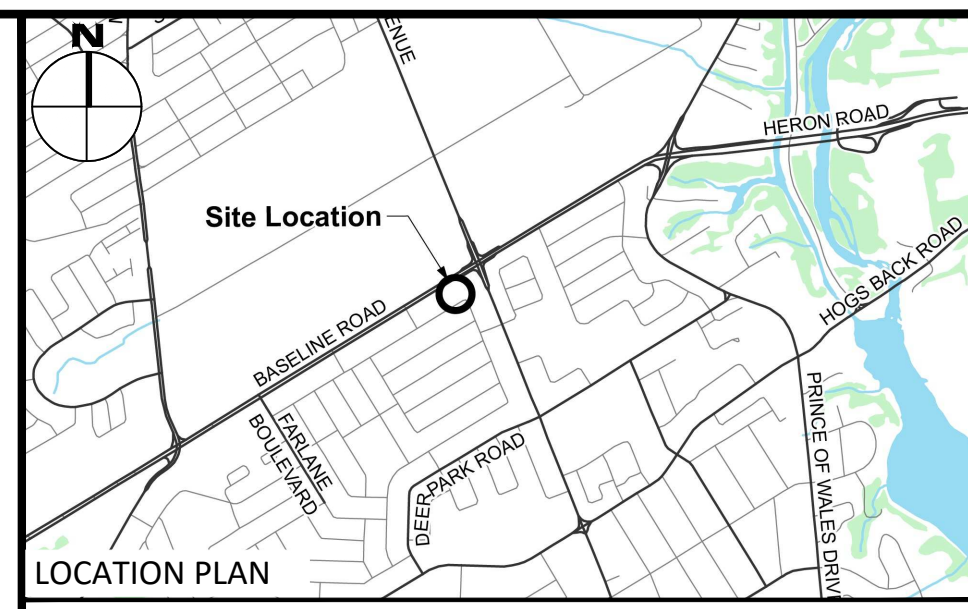 N
ENUE
HERON ROAD
Site Location
HOGS BACK ROAD
BASELINE ROAD
FARLANE
BOULEVARD
PRINCE OF WALES DRIVE
DEER PARK ROAD
LOCATION PLAN